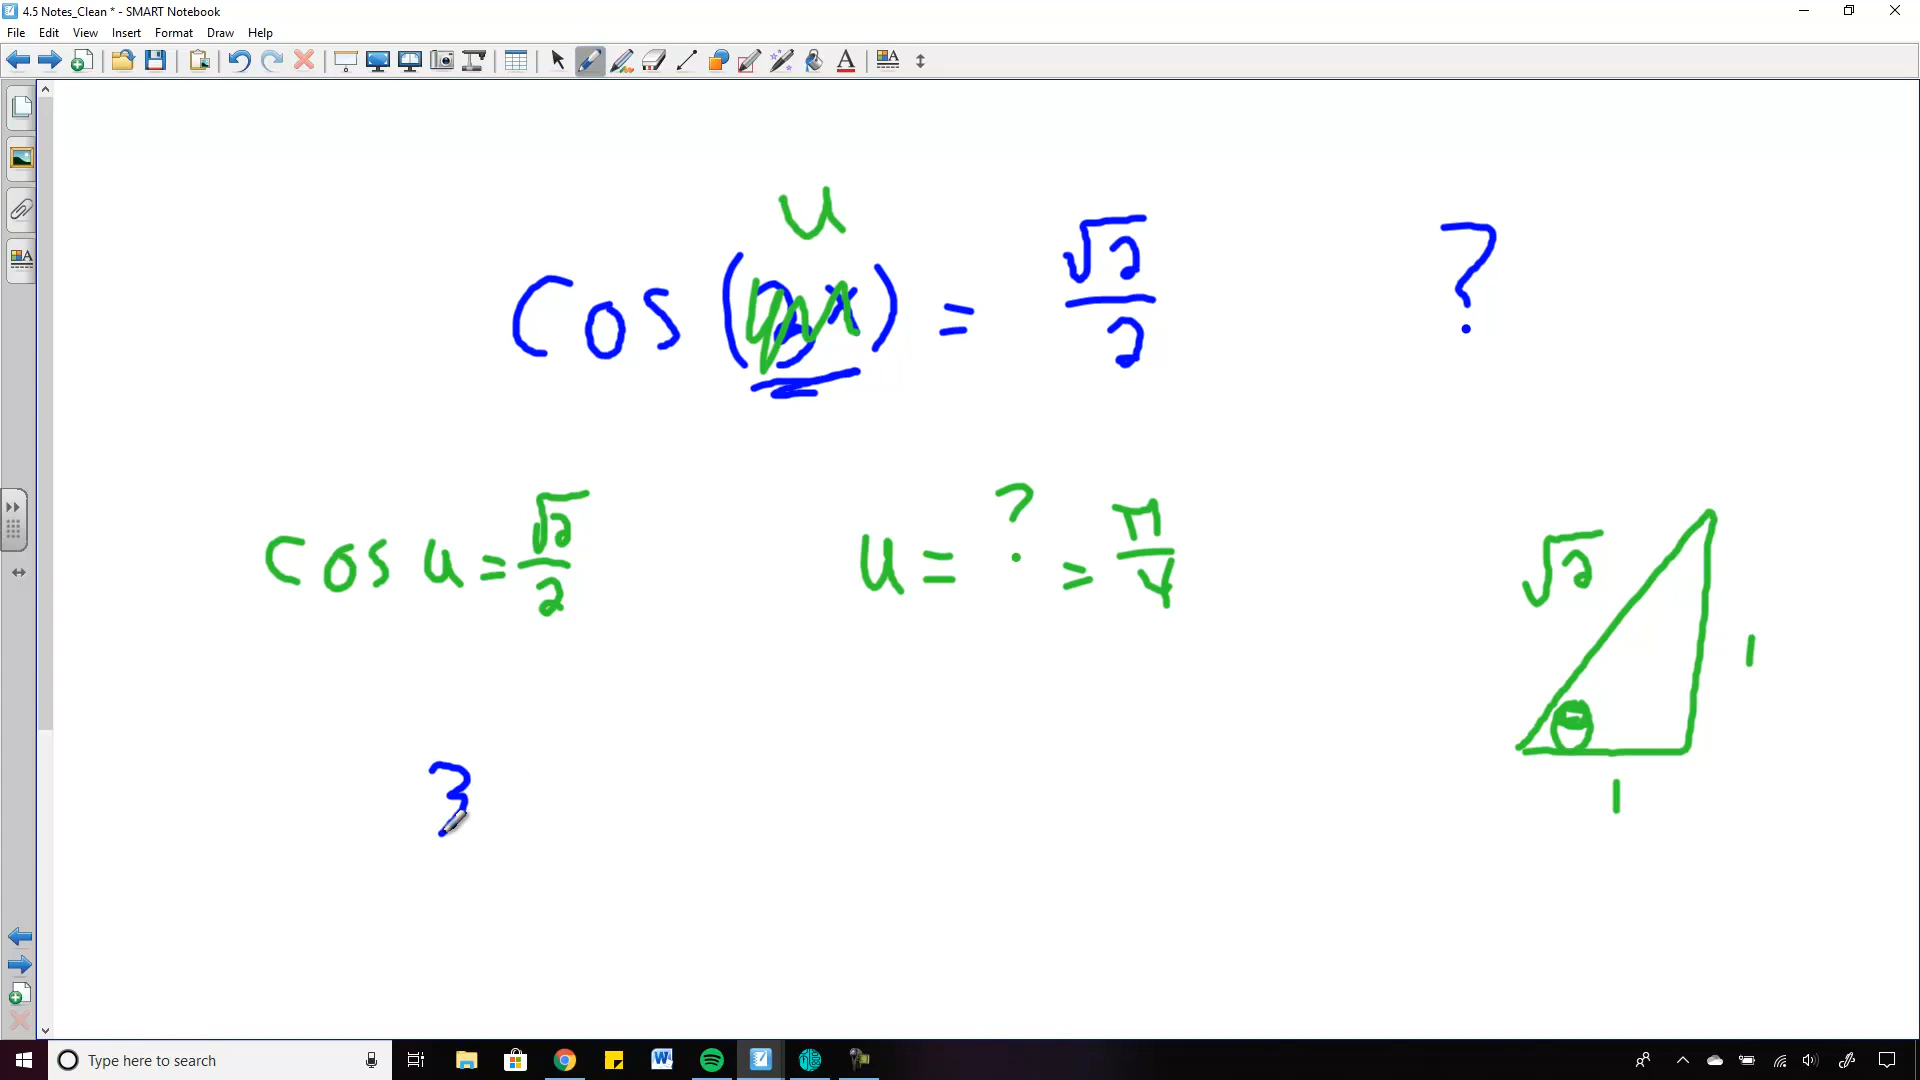 4.5 Notes_Clean * - SMART Notebook
File Edit View Insert Format Draw Help
u
cos ( ) = √2/2 ?
cos u = √2/2 u = ? = π/4
√2
1
θ
1
3
Type here to search